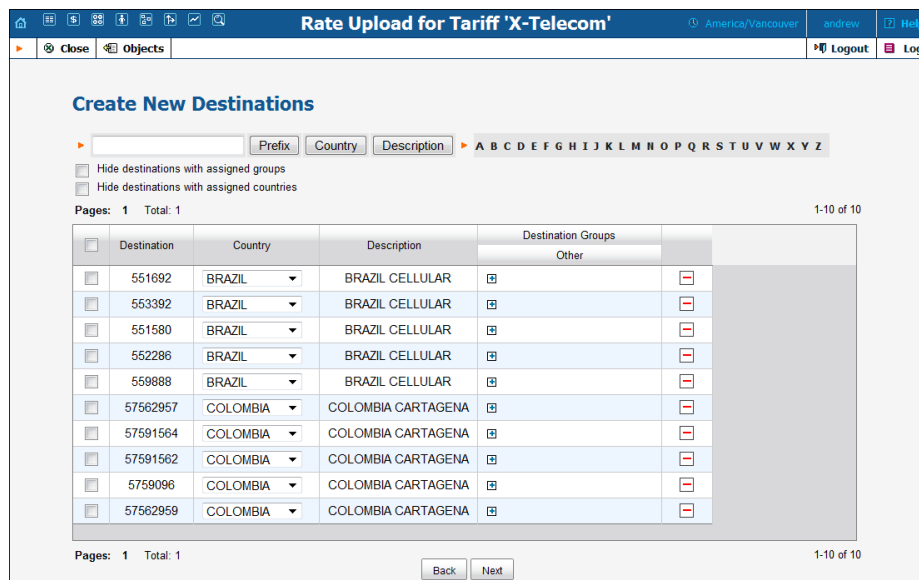 Rate Upload for Tariff 'X-Telecom' America/Vancouver andrew Help
Close Objects Logout
Create New Destinations
Prefix Country Description A B C D E F G H I J K L M N O P Q R S T U V W X Y Z
Hide destinations with assigned groups
Hide destinations with assigned countries
Pages: 1 Total: 1 1-10 of 10
Destination Country Description Destination Groups
Other
551692 BRAZIL BRAZIL CELLULAR
553392 BRAZIL BRAZIL CELLULAR
551580 BRAZIL BRAZIL CELLULAR
552286 BRAZIL BRAZIL CELLULAR
559888 BRAZIL BRAZIL CELLULAR
57562957 COLOMBIA COLOMBIA CARTAGENA
57591564 COLOMBIA COLOMBIA CARTAGENA
57591562 COLOMBIA COLOMBIA CARTAGENA
5759096 COLOMBIA COLOMBIA CARTAGENA
57562959 COLOMBIA COLOMBIA CARTAGENA
Pages: 1 Total: 1 1-10 of 10
Back Next